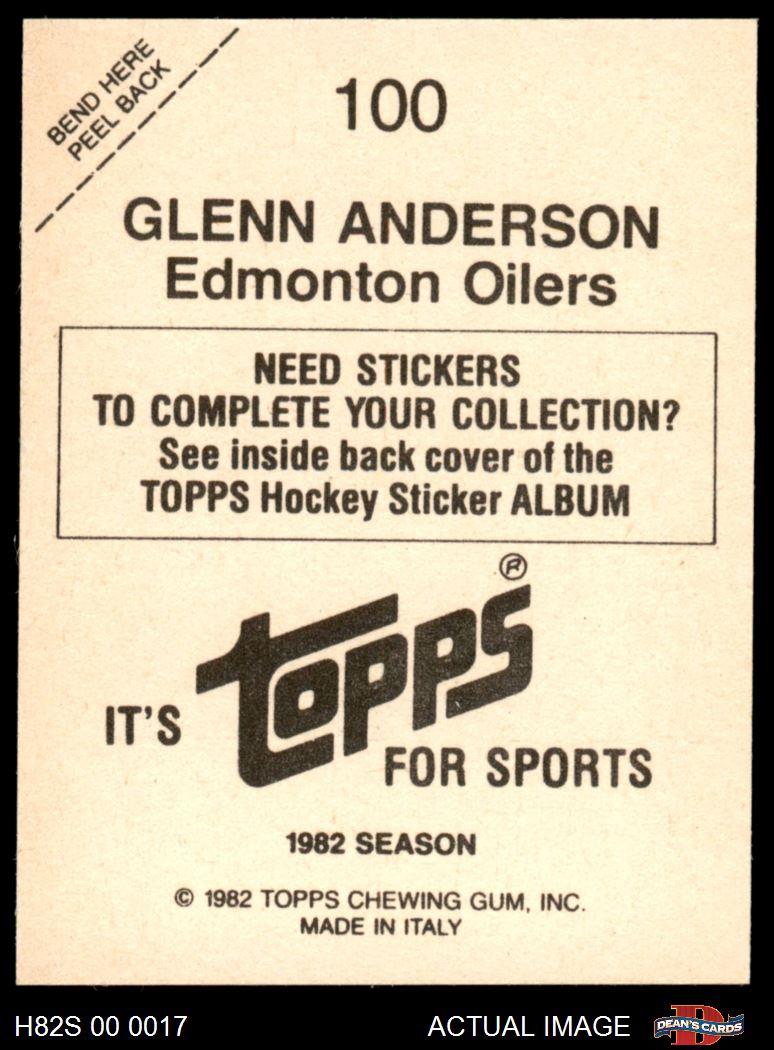 BEND HERE
PEEL BACK
100
GLENN ANDERSON
Edmonton Oilers
NEED STICKERS
TO COMPLETE YOUR COLLECTION?
See inside back cover of the
TOPPS Hockey Sticker ALBUM
IT'S topps® FOR SPORTS
1982 SEASON
© 1982 TOPPS CHEWING GUM, INC.
MADE IN ITALY
H82S 00 0017 ACTUAL IMAGE D DEAN'S CARDS